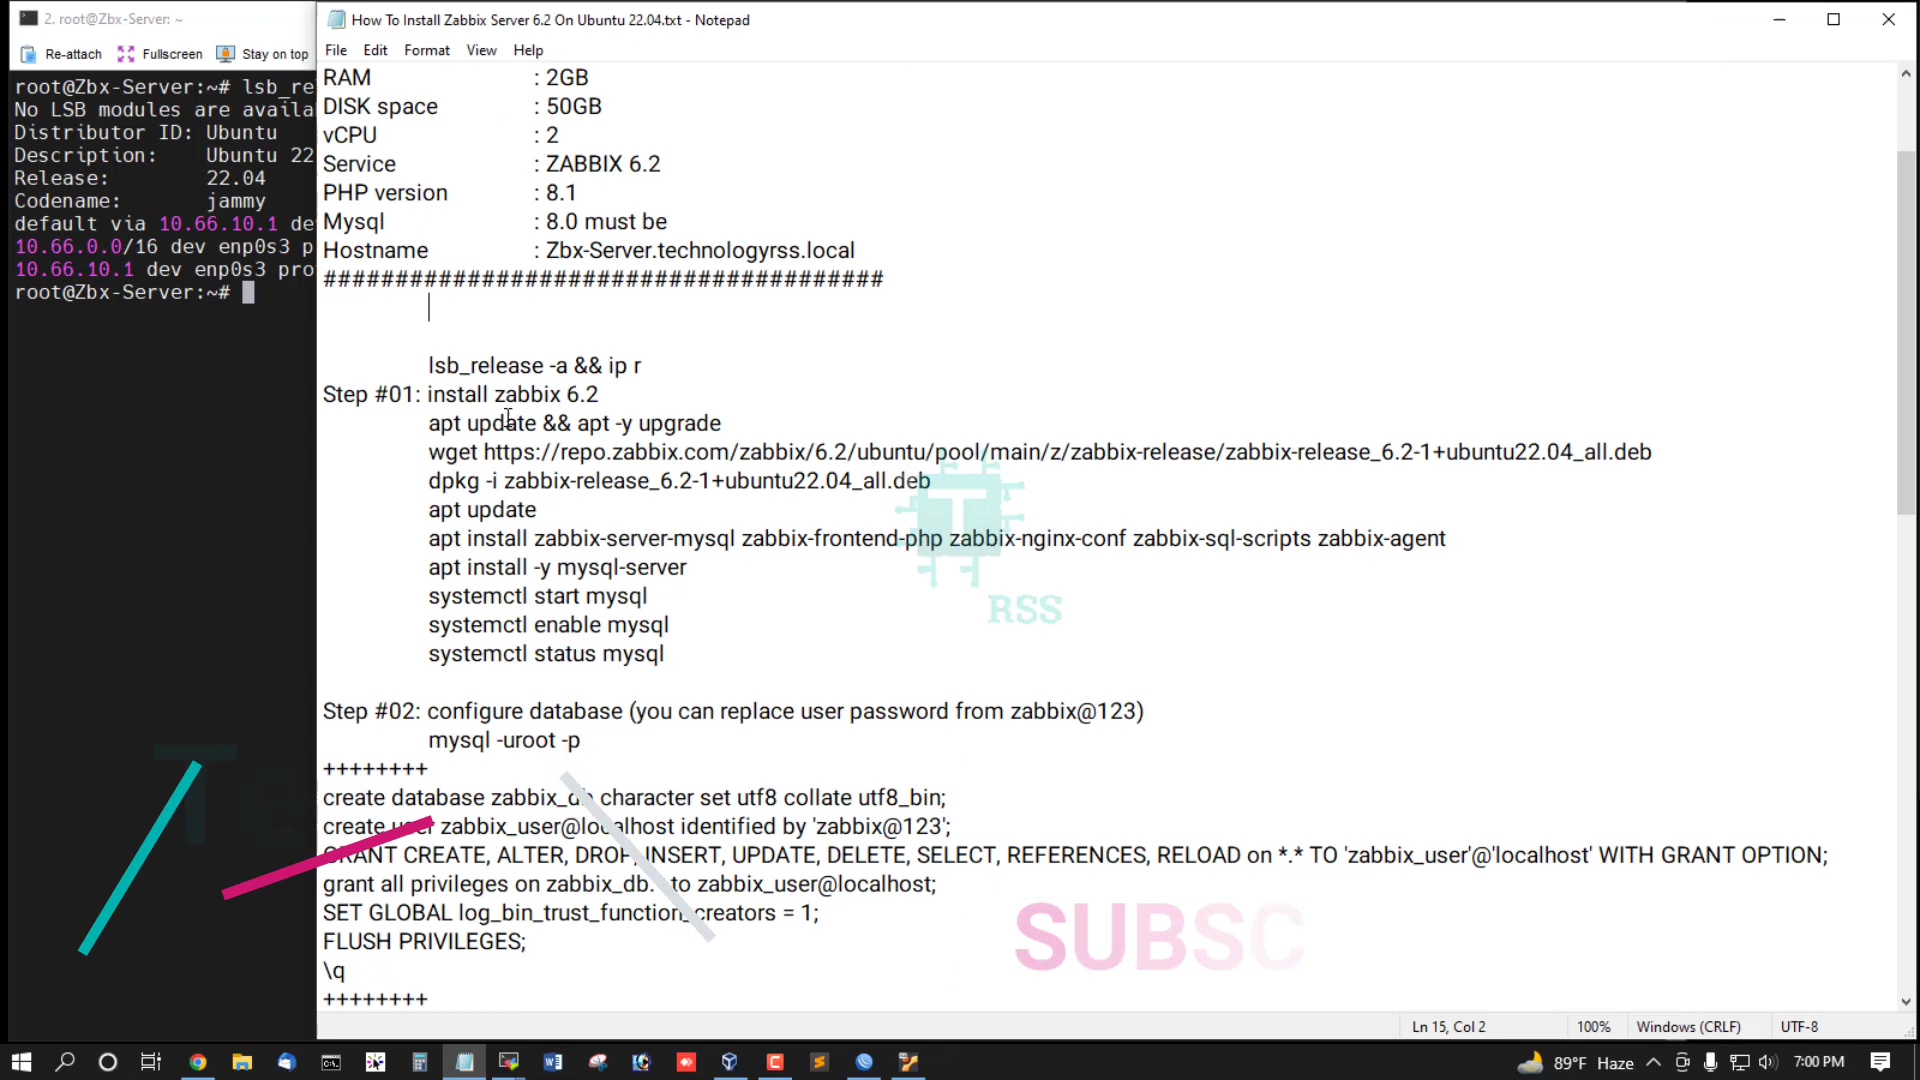 2. root@Zbx-Server: ~
Re-attach Fullscreen Stay on top
root@Zbx-Server:~# lsb_re
No LSB modules are availa
Distributor ID: Ubuntu
Description: Ubuntu 22
Release: 22.04
Codename: jammy
default via 10.66.10.1 de
10.66.0.0/16 dev enp0s3 p
10.66.10.1 dev enp0s3 pro
root@Zbx-Server:~#
How To Install Zabbix Server 6.2 On Ubuntu 22.04.txt - Notepad
File Edit Format View Help
RAM : 2GB
DISK space : 50GB
vCPU : 2
Service : ZABBIX 6.2
PHP version : 8.1
Mysql : 8.0 must be
Hostname : Zbx-Server.technologyrss.local
#######################################
lsb_release -a && ip r
Step #01: install zabbix 6.2
apt update && apt -y upgrade
wget https://repo.zabbix.com/zabbix/6.2/ubuntu/pool/main/z/zabbix-release/zabbix-release_6.2-1+ubuntu22.04_all.deb
dpkg -i zabbix-release_6.2-1+ubuntu22.04_all.deb
apt update
apt install zabbix-server-mysql zabbix-frontend-php zabbix-nginx-conf zabbix-sql-scripts zabbix-agent
apt install -y mysql-server
systemctl start mysql
systemctl enable mysql
systemctl status mysql
T
RSS
Step #02: configure database (you can replace user password from zabbix@123)
mysql -uroot -p
++++++++
create database zabbix_db character set utf8 collate utf8_bin;
create user zabbix_user@localhost identified by 'zabbix@123';
GRANT CREATE, ALTER, DROP, INSERT, UPDATE, DELETE, SELECT, REFERENCES, RELOAD on *.* TO 'zabbix_user'@'localhost' WITH GRANT OPTION;
grant all privileges on zabbix_db.* to zabbix_user@localhost;
SET GLOBAL log_bin_trust_function_creators = 1;
FLUSH PRIVILEGES;
\q
++++++++
Te
SUBSC
Ln 15, Col 2 100% Windows (CRLF) UTF-8
89°F Haze 7:00 PM